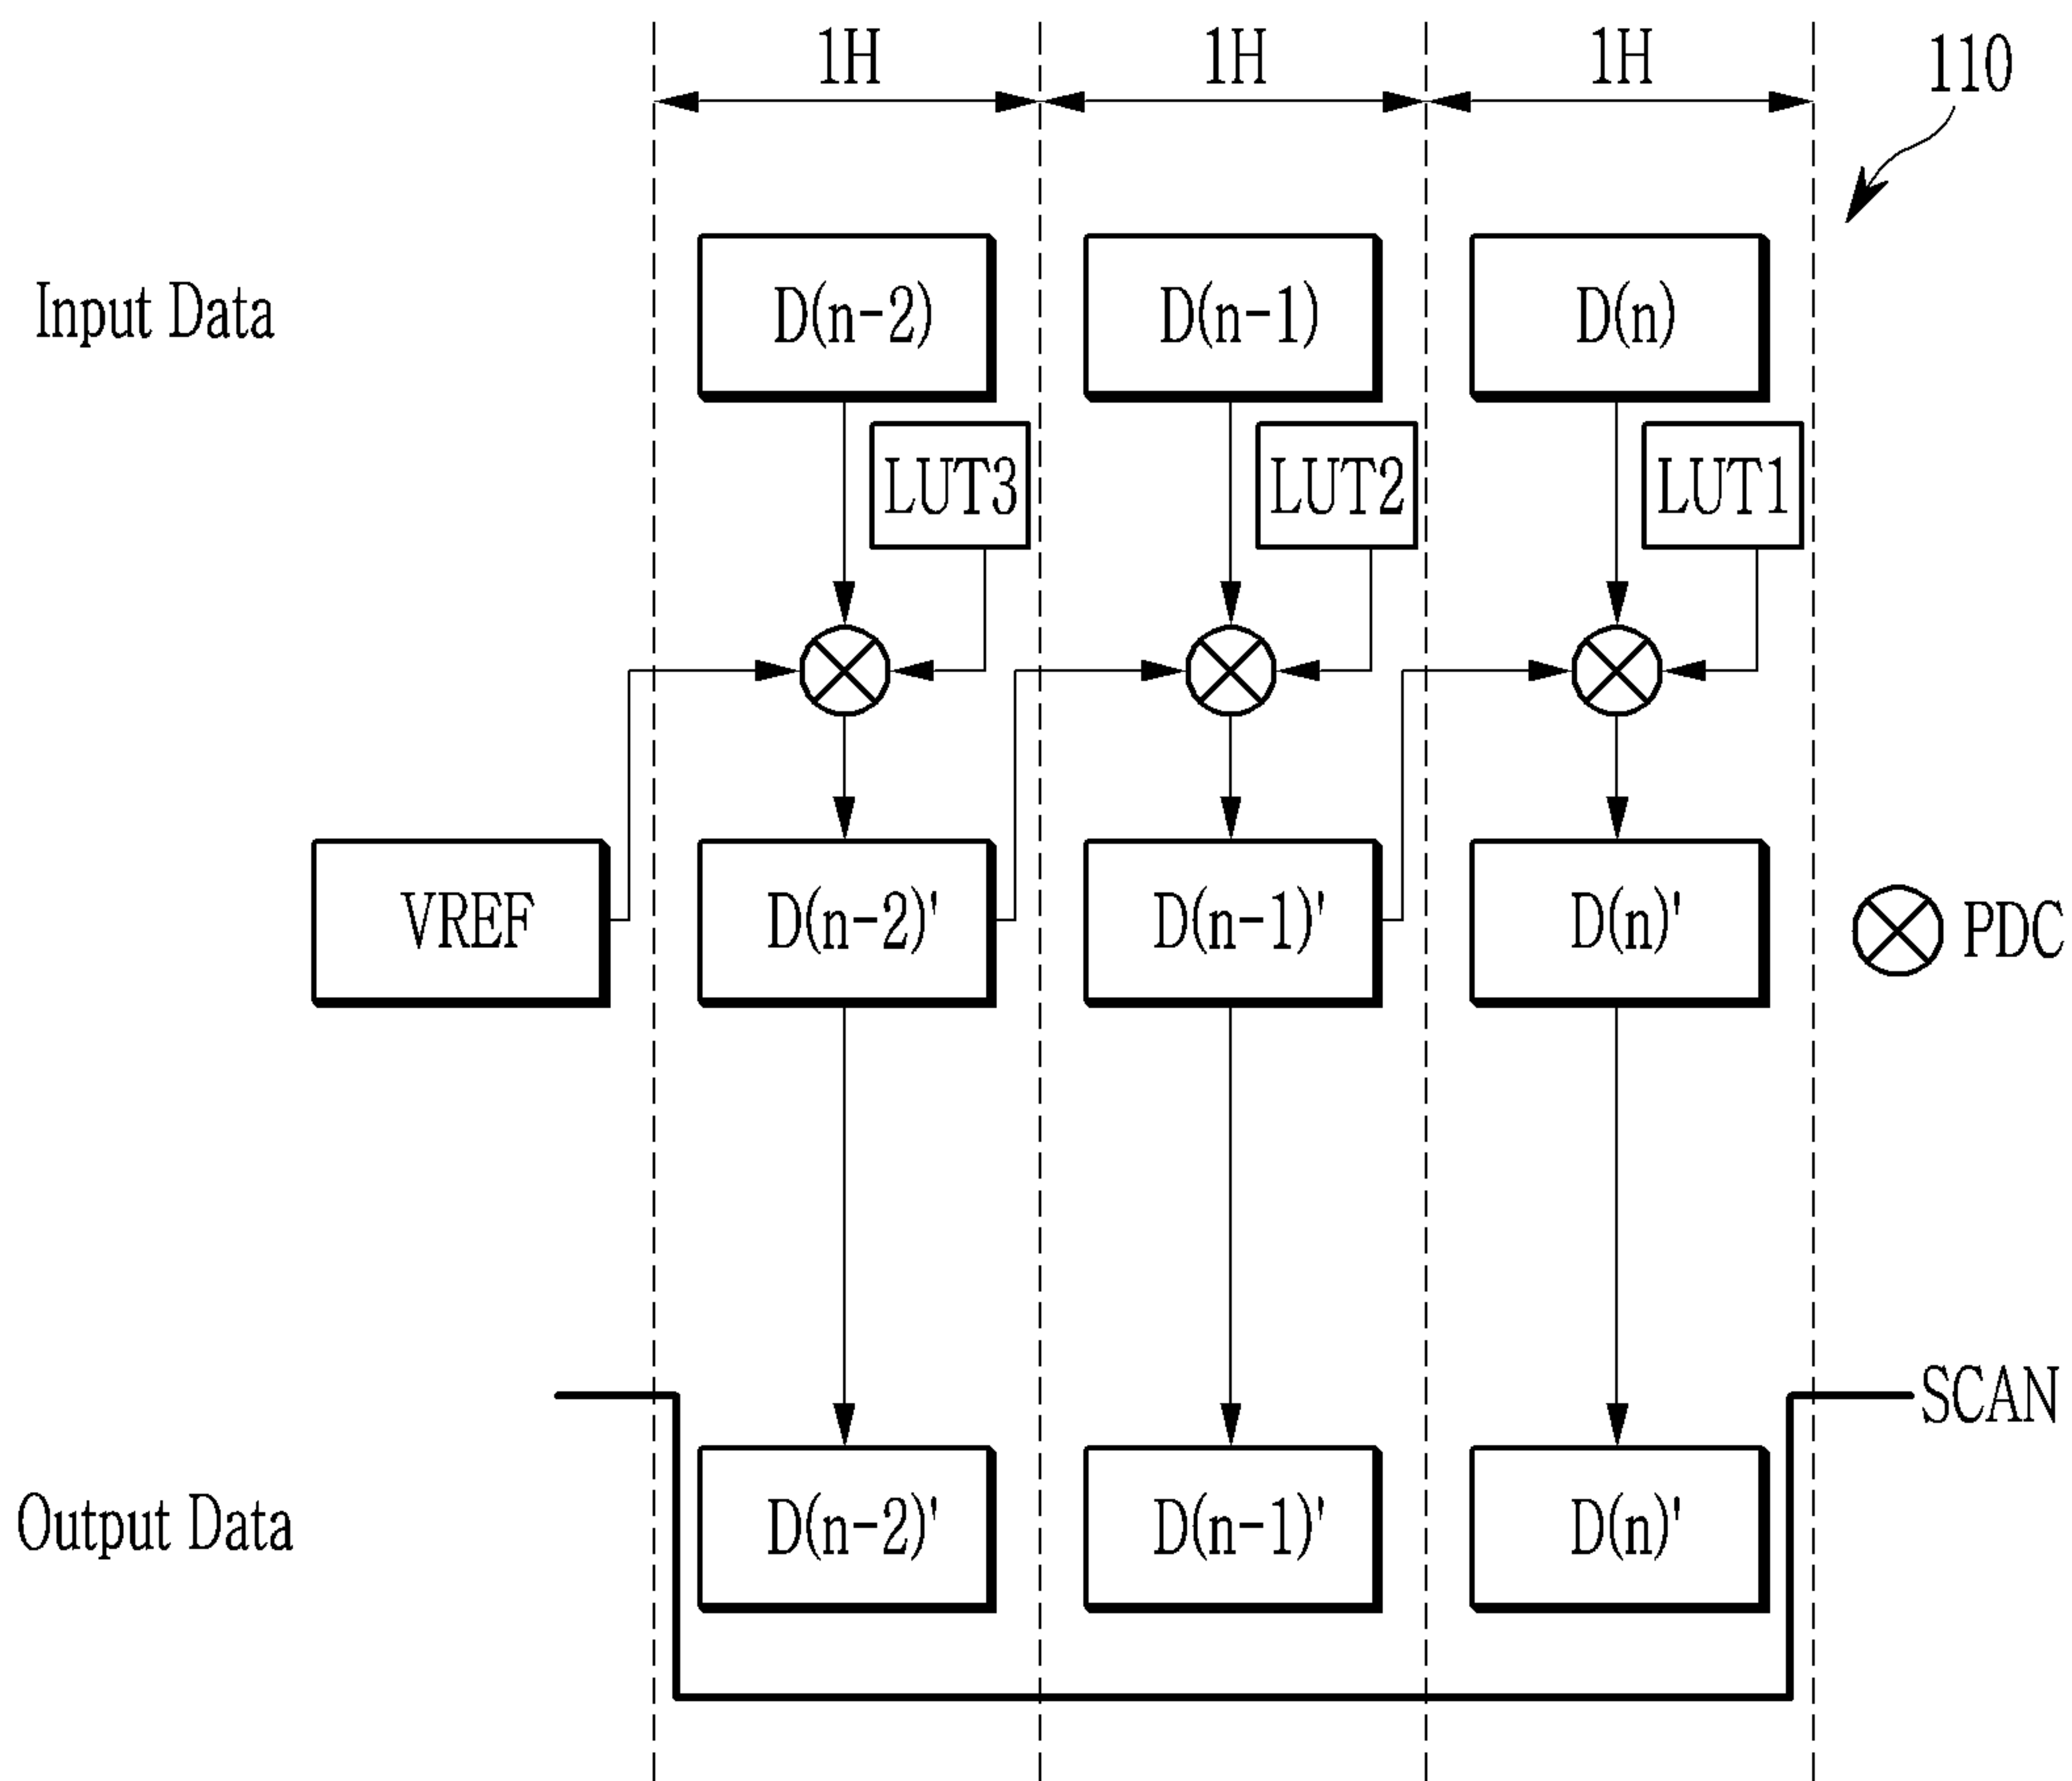 1H 1H 1H
110
Input Data D(n-2) D(n-1) D(n)
LUT3 LUT2 LUT1
VREF D(n-2)' D(n-1)' D(n)' PDC
SCAN
Output Data D(n-2)' D(n-1)' D(n)'